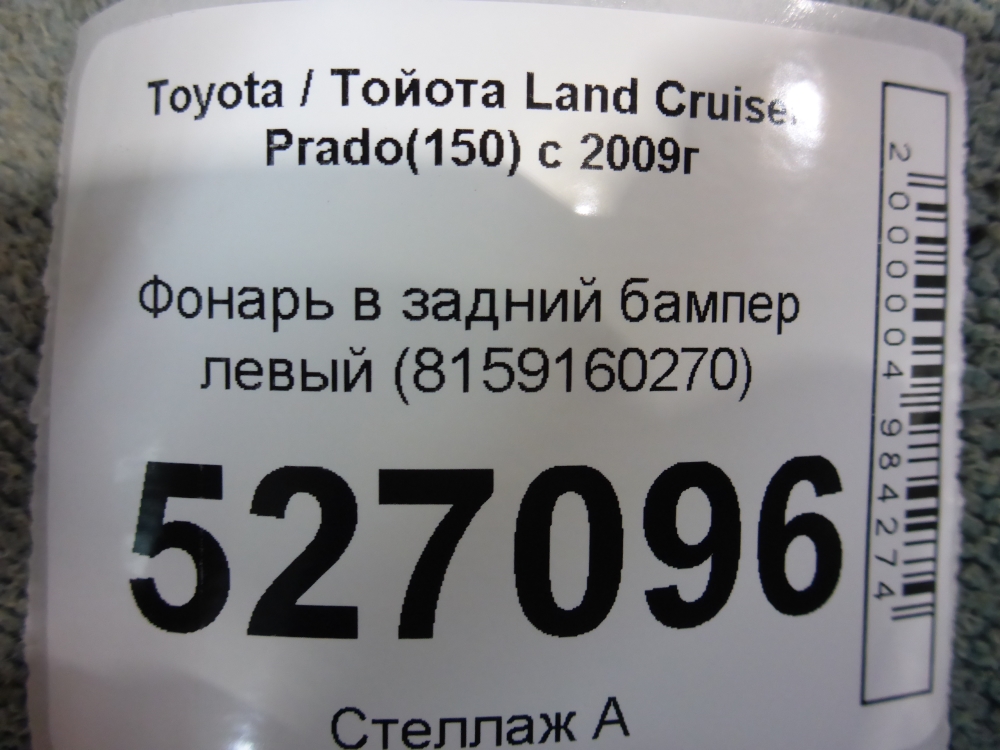 Toyota / Тойота Land Cruiser
Prado(150) с 2009г
Фонарь в задний бампер
левый (8159160270)
527096
Стеллаж А
2000004984274